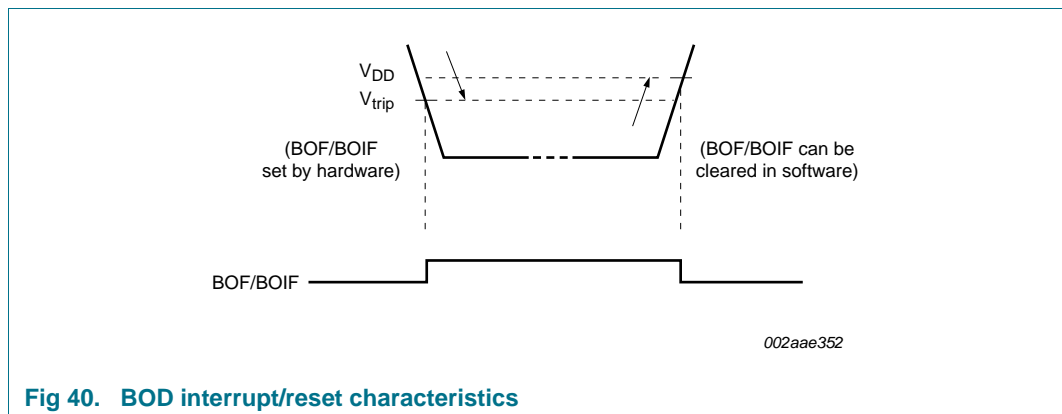 VDD
Vtrip
(BOF/BOIF
set by hardware)
(BOF/BOIF can be
cleared in software)
BOF/BOIF
002aae352
Fig 40. BOD interrupt/reset characteristics